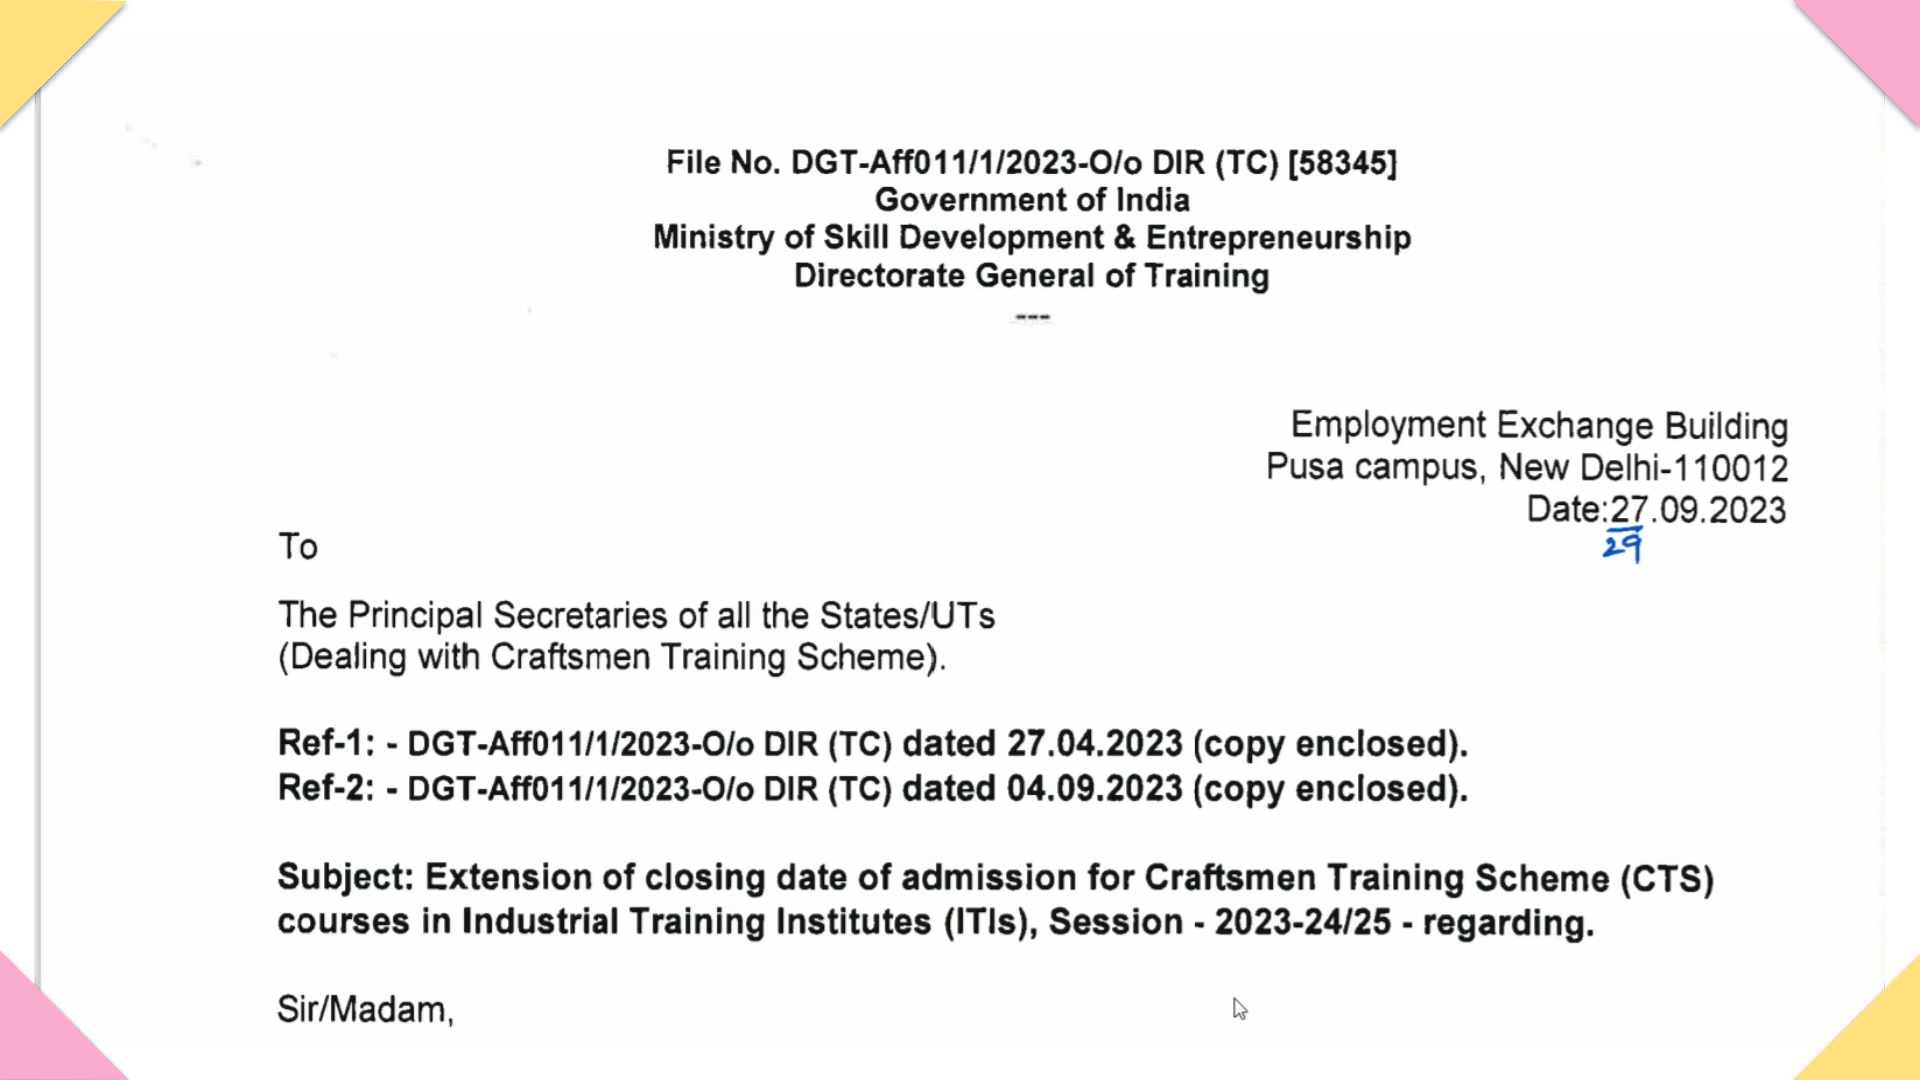 File No. DGT-Aff011/1/2023-O/o DIR (TC) [58345]
Government of India
Ministry of Skill Development & Entrepreneurship
Directorate General of Training
---
Employment Exchange Building
Pusa campus, New Delhi-110012
Date:27.09.2023
29
To
The Principal Secretaries of all the States/UTs
(Dealing with Craftsmen Training Scheme).
Ref-1: - DGT-Aff011/1/2023-O/o DIR (TC) dated 27.04.2023 (copy enclosed).
Ref-2: - DGT-Aff011/1/2023-O/o DIR (TC) dated 04.09.2023 (copy enclosed).
Subject: Extension of closing date of admission for Craftsmen Training Scheme (CTS)
courses in Industrial Training Institutes (ITIs), Session - 2023-24/25 - regarding.
Sir/Madam,